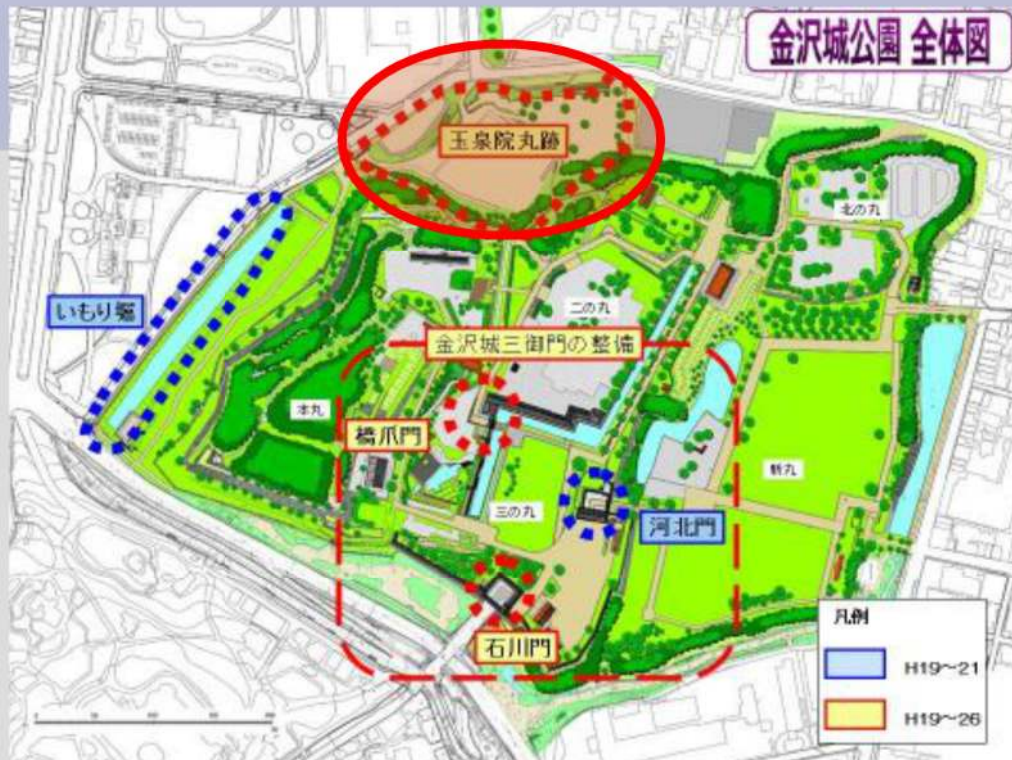 金沢城公園 全体図
玉泉院丸跡
北の丸
いもり堀
二の丸
金沢城三御門の整備
本丸
橋爪門
新丸
三の丸
河北門
石川門
凡例
H19～21
H19～26